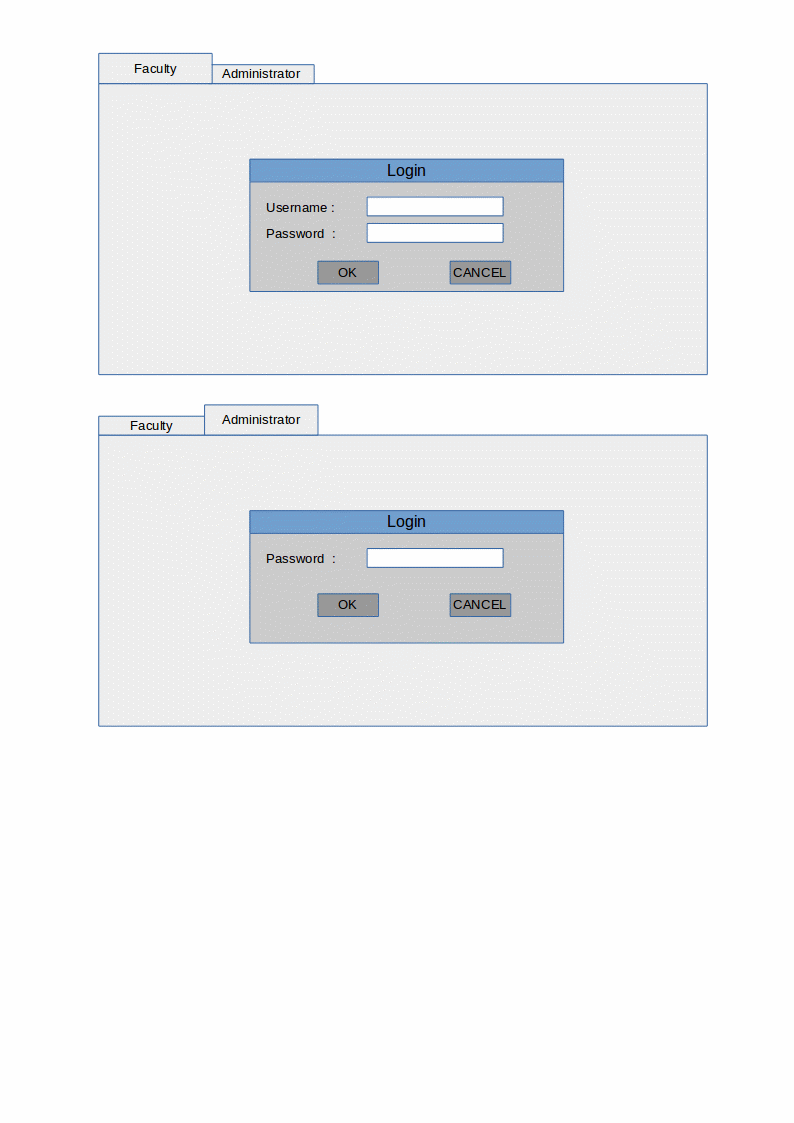 Faculty
Administrator
Login
Username :
Password  :
OK
CANCEL
Faculty
Administrator
Login
Password  :
OK
CANCEL